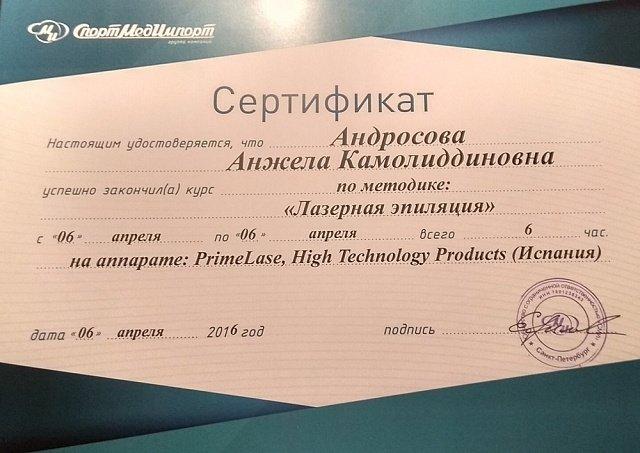 СпортМедИмпорт
группа компаний
Сертификат
Настоящим удостоверяется, что Андросова
Анжела Камолиддиновна
успешно закончил(а) курс по методике:
«Лазерная эпиляция»
с «06» апреля по «06» апреля всего 6 час.
на аппарате: PrimeLase, High Technology Products (Испания)
дата «06» апреля 2016 год подпись
Санкт-Петербург